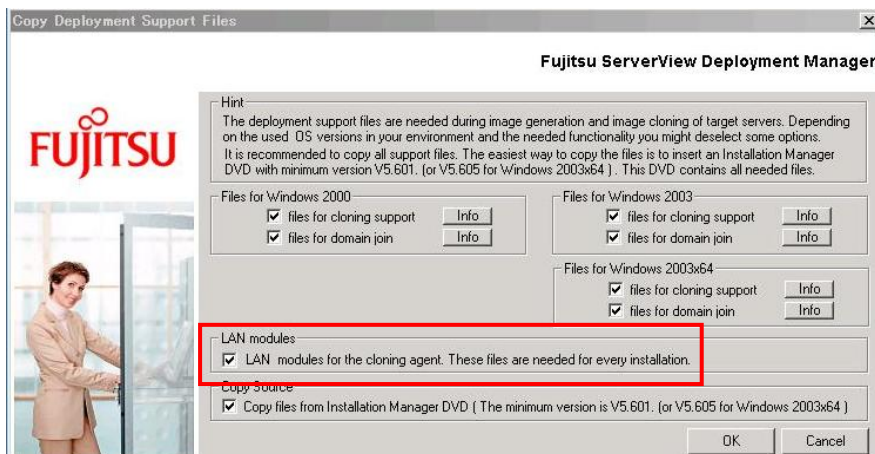 Copy Deployment Support Files
Fujitsu ServerView Deployment Manager
FUJITSU
Hint
The deployment support files are needed during image generation and image cloning of target servers. Depending
on the used OS versions in your environment and the needed functionality you might deselect some options.
It is recommended to copy all support files. The easiest way to copy the files is to insert an Installation Manager
DVD with minimum version V5.601. (or V5.605 for Windows 2003x64 ) . This DVD contains all needed files.
Files for Windows 2000
files for cloning support Info
files for domain join Info
Files for Windows 2003
files for cloning support Info
files for domain join Info
Files for Windows 2003x64
files for cloning support Info
files for domain join Info
LAN modules
LAN modules for the cloning agent. These files are needed for every installation.
Copy Source
Copy files from Installation Manager DVD ( The minimum version is V5.601. (or V5.605 for Windows 2003x64 )
OK Cancel